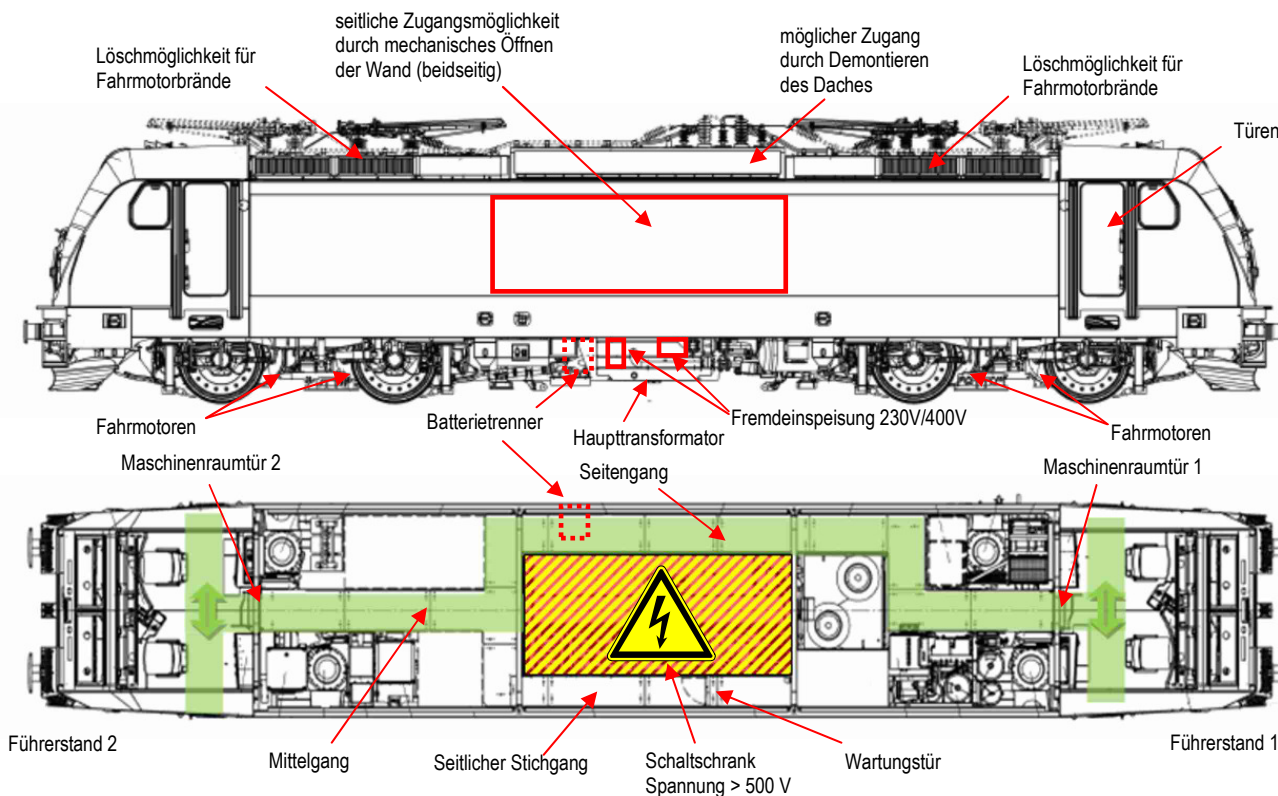 seitliche Zugangsmöglichkeit
durch mechanisches Öffnen
der Wand (beidseitig)
Löschmöglichkeit für
Fahrmotorbrände
möglicher Zugang
durch Demontieren
des Daches
Löschmöglichkeit für
Fahrmotorbrände
Türen
Fahrmotoren
Batterietrenner
Haupttransformator
Fremdeinspeisung 230V/400V
Fahrmotoren
Maschinenraumtür 2
Seitengang
Maschinenraumtür 1
Führerstand 2
Mittelgang
Seitlicher Stichgang
Schaltschrank
Spannung > 500 V
Wartungstür
Führerstand 1